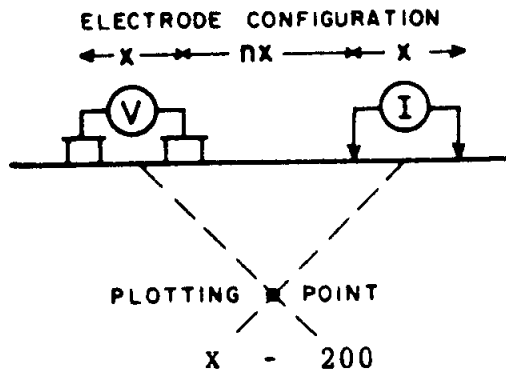 ELECTRODE CONFIGURATION
x nx x
V I
PLOTTING POINT
x - 200